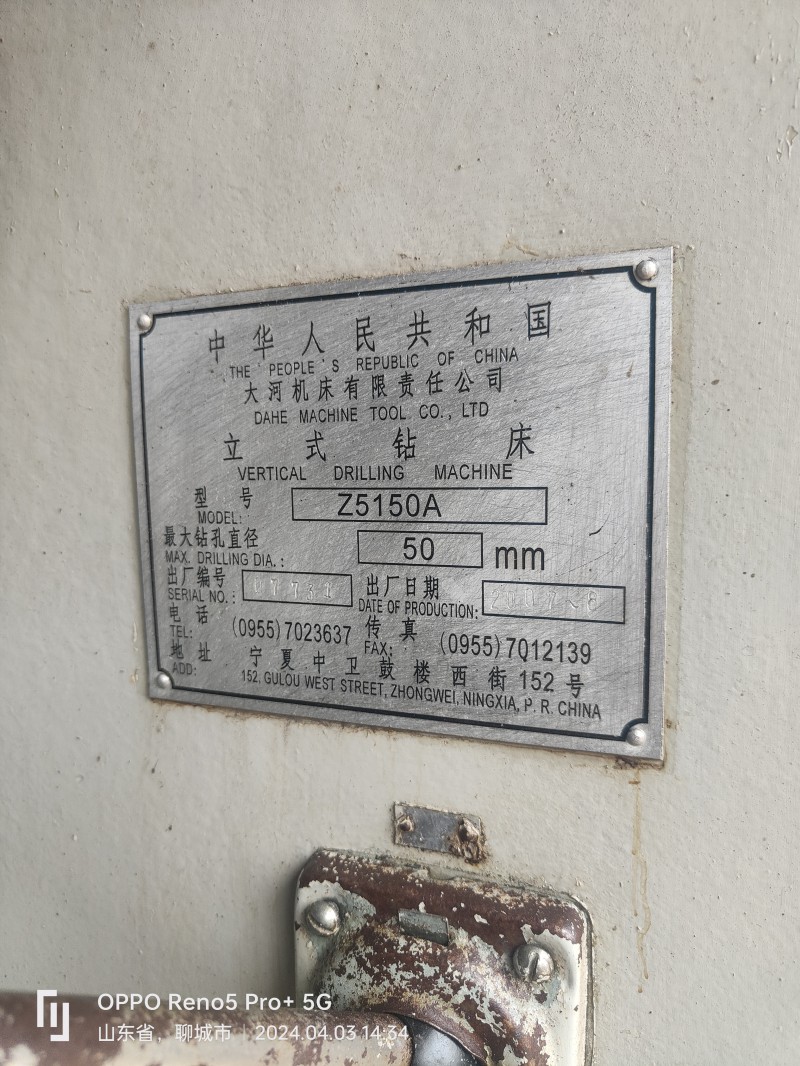 中华人民共和国
THE PEOPLE'S REPUBLIC OF CHINA
大河机床有限责任公司
DAHE MACHINE TOOL CO., LTD
立式钻床
VERTICAL DRILLING MACHINE
型号 Z5150A
MODEL:
最大钻孔直径 50 mm
MAX. DRILLING DIA.:
出厂编号 出厂日期
SERIAL NO.: DATE OF PRODUCTION: 2007
电话 (0955)7023637 传真 (0955)7012139
TEL: FAX:
地址 宁夏中卫鼓楼西街152号
ADD: 152, GULOU WEST STREET, ZHONGWEI, NINGXIA, P. R. CHINA
OPPO Reno5 Pro+ 5G
山东省，聊城市 | 2024.04.03 14:34